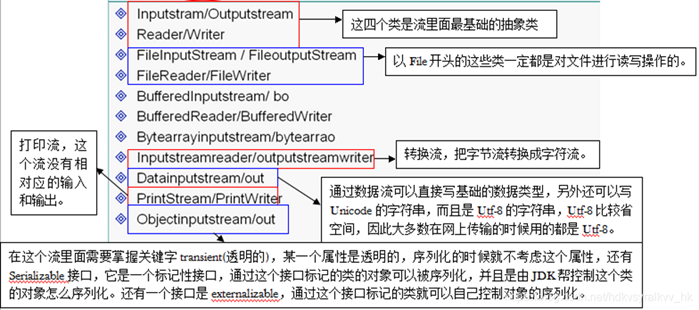 Inputstram/Outputstream
Reader/Writer
FileInputStream / FileoutputStream
FileReader/FileWriter
BufferedInputstream/ bo
BufferedReader/BufferedWriter
Bytearrayinputstream/bytearrao
Inputstreamreader/outputstreamwriter
Datainputstream/out
PrintStream/PrintWriter
Objectinputstream/out
这四个类是流里面最基础的抽象类
以 File 开头的这些类一定都是对文件进行读写操作的。
转换流，把字节流转换成字符流。
打印流，这
个流没有相
对应的输入
和输出。
通过数据流可以直接写基础的数据类型，另外还可以写
Unicode 的字符串，而且是 Utf-8 的字符串，Utf-8 比较省
空间，因此大多数在网上传输的时候用的都是 Utf-8。
在这个流里面需要掌握关键字 transient(透明的)，某一个属性是透明的，序列化的时候就不考虑这个属性，还有
Serializable 接口，它是一个标记性接口，通过这个接口标记的类的对象可以被序列化，并且是由 JDK 帮控制这个类
的对象怎么序列化。还有一个接口是 externalizable，通过这个接口标记的类就可以自己控制对象的序列化。